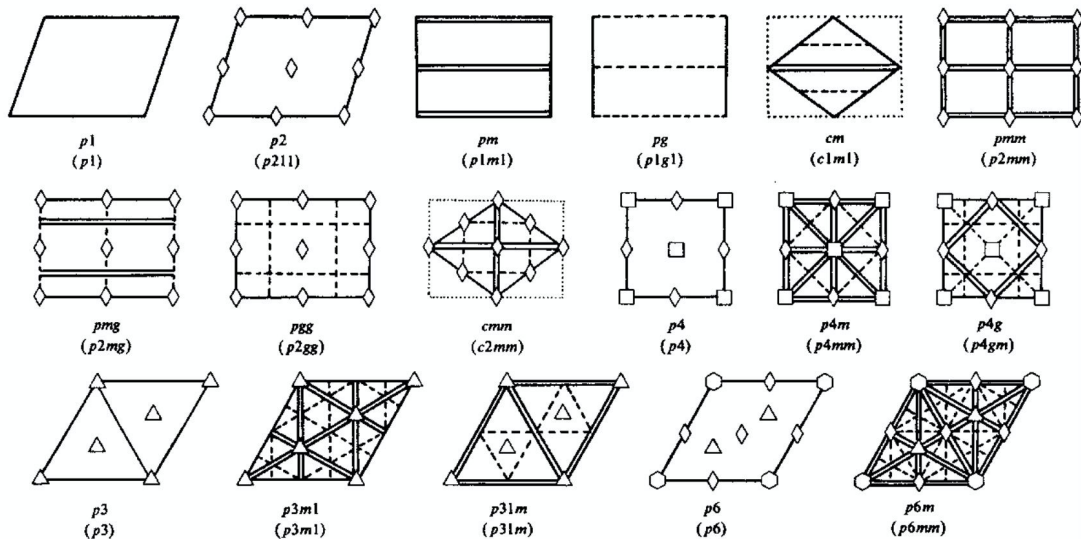 p1 p2 pm pg cm pmm
(p1) (p211) (p1m1) (p1g1) (c1m1) (p2mm)
pmg pgg cmm p4 p4m p4g
(p2mg) (p2gg) (c2mm) (p4) (p4mm) (p4gm)
p3 p3m1 p31m p6 p6m
(p3) (p3m1) (p31m) (p6) (p6mm)